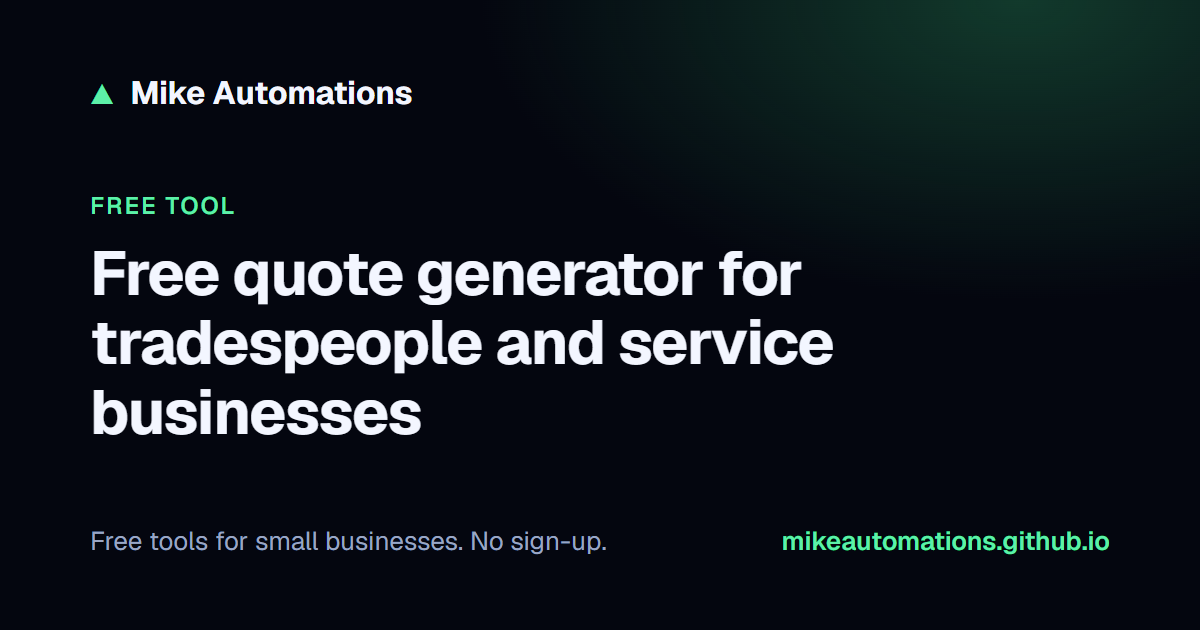 Mike Automations
FREE TOOL
Free quote generator for
tradespeople and service
businesses
Free tools for small businesses. No sign-up.
mikeautomations.github.io